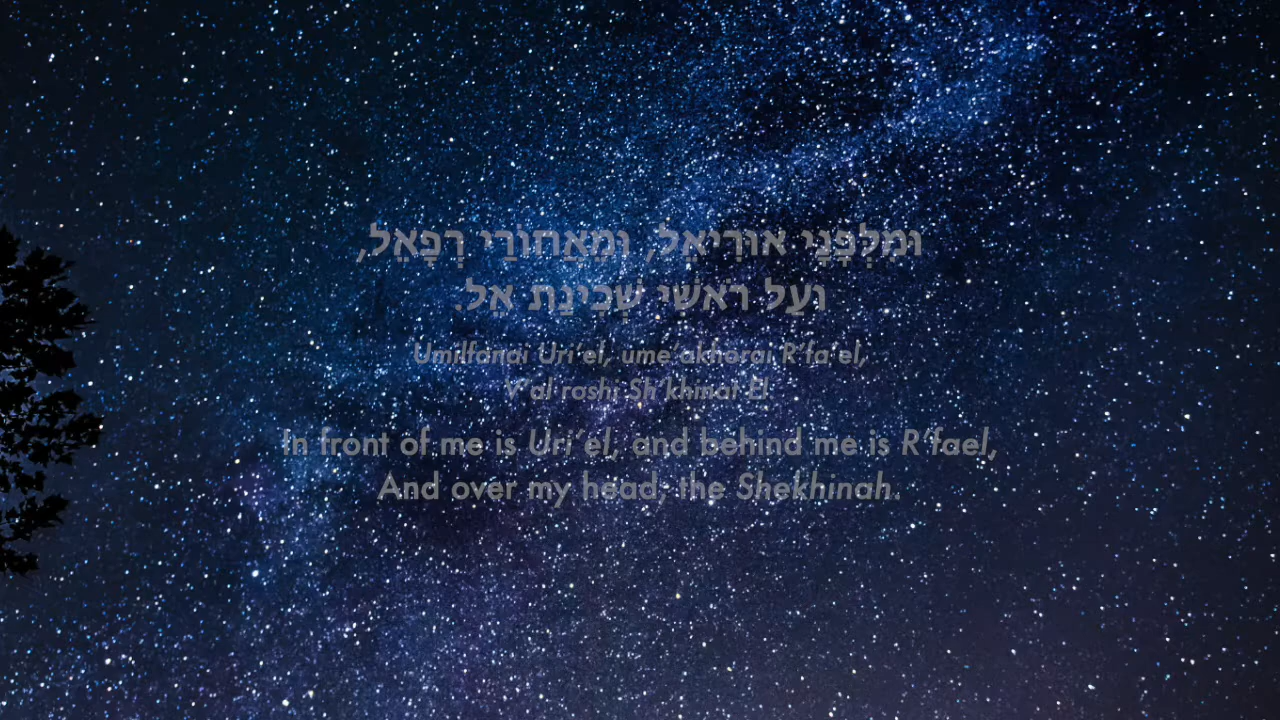 וּמִלְּפָנַי אוּרִיאֵל, וּמֵאֲחוֹרַי רְפָאֵל,
וְעַל רֹאשִׁי שְׁכִינַת אֵל.
Umilfanai Uri’el, ume’akhorai R’fa’el,
V’al roshi Sh’khinat El.
In front of me is Uri’el, and behind me is R’fael,
And over my head, the Shekhinah.